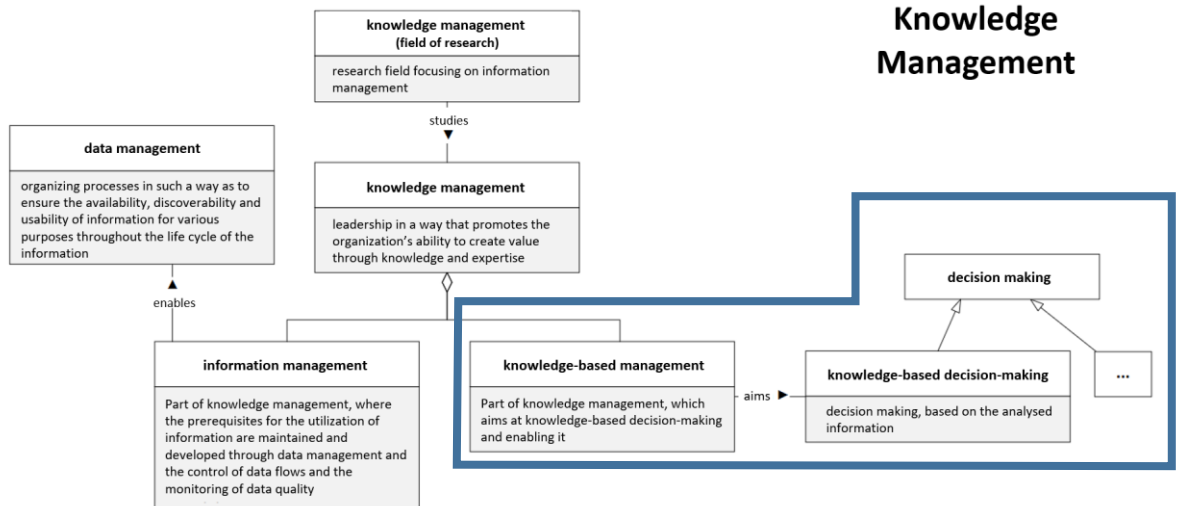 Knowledge
Management
knowledge management
(field of research)
research field focusing on information
management
studies
data management
organizing processes in such a way as to
ensure the availability, discoverability and
usability of information for various
purposes throughout the life cycle of the
information
knowledge management
leadership in a way that promotes the
organization's ability to create value
through knowledge and expertise
enables
decision making
information management
Part of knowledge management, where
the prerequisites for the utilization of
information are maintained and
developed through data management and
the control of data flows and the
monitoring of data quality
knowledge-based management
Part of knowledge management, which
aims at knowledge-based decision-making
and enabling it
aims
knowledge-based decision-making
decision making, based on the analysed
information
...